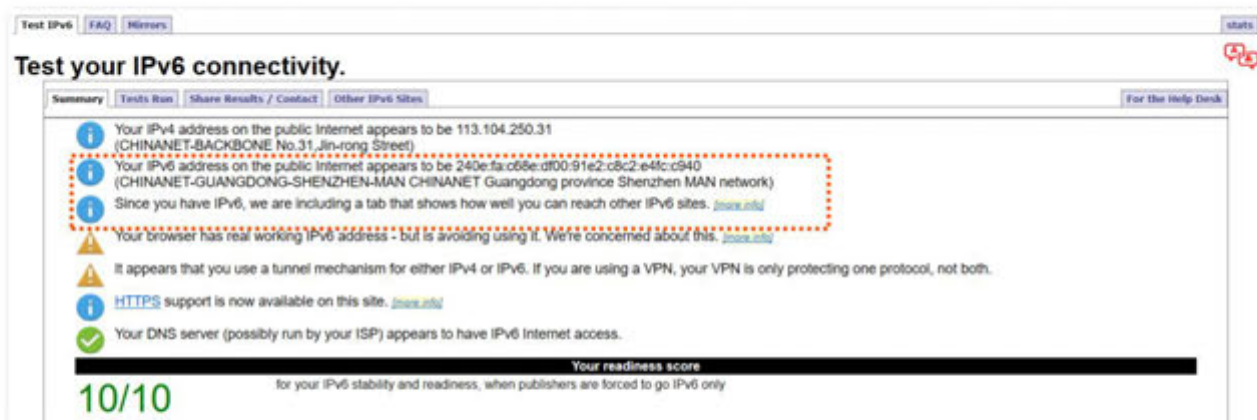 Test IPv6 FAQ Mirrors stats
Test your IPv6 connectivity.
Summary Tests Run Share Results / Contact Other IPv6 Sites For the Help Desk
Your IPv4 address on the public Internet appears to be 113.104.250.31
(CHINANET-BACKBONE No.31,Jin-rong Street)
Your IPv6 address on the public Internet appears to be 240e:fa:c68e:df00:91e2:c8c2:e4fc:c940
(CHINANET-GUANGDONG-SHENZHEN-MAN CHINANET Guangdong province Shenzhen MAN network)
Since you have IPv6, we are including a tab that shows how well you can reach other IPv6 sites. [more info]
Your browser has real working IPv6 address - but is avoiding using it. We're concerned about this. [more info]
It appears that you use a tunnel mechanism for either IPv4 or IPv6. If you are using a VPN, your VPN is only protecting one protocol, not both.
HTTPS support is now available on this site. [more info]
Your DNS server (possibly run by your ISP) appears to have IPv6 Internet access.
Your readiness score
10/10 for your IPv6 stability and readiness, when publishers are forced to go IPv6 only